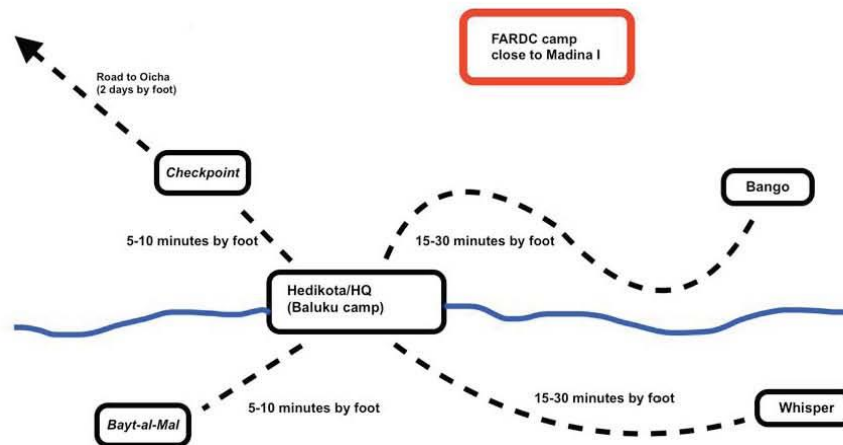 FARDC camp
close to Madina I
Road to Oicha
(2 days by foot)
Checkpoint
Bango
5-10 minutes by foot
15-30 minutes by foot
Hedikota/HQ
(Baluku camp)
15-30 minutes by foot
5-10 minutes by foot
Whisper
Bayt-al-Mal